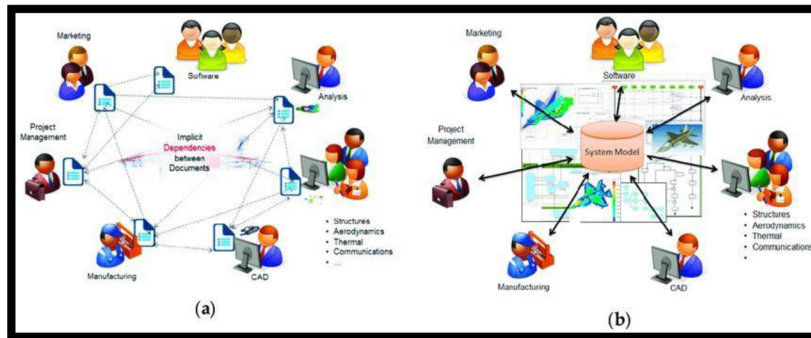 Marketing
Software
Analysis
Project
Management
Implicit
Dependencies
between
Documents
• Structures
• Aerodynamics
• Thermal
• Communications
• ...
Manufacturing
CAD
(a)
Marketing
Software
Analysis
Project
Management
System Model
• Structures
• Aerodynamics
• Thermal
• Communications
•
Manufacturing
CAD
(b)